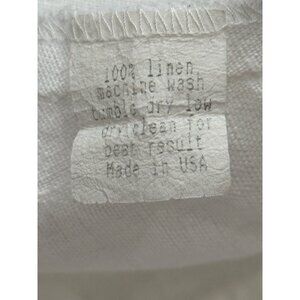 100% linen
machine wash
tumble dry low
dryclean for
best result
Made in USA